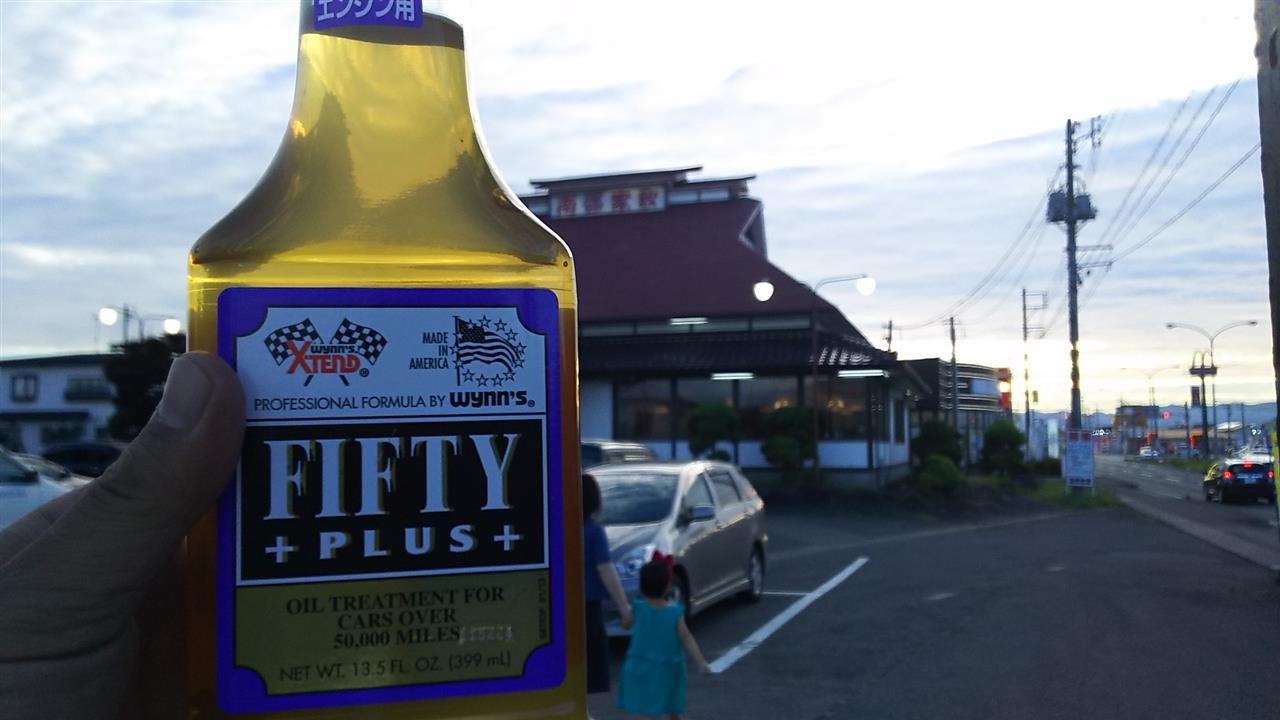 エンジン用
WYNN'S
XTEND®
MADE
IN
AMERICA
PROFESSIONAL FORMULA BY Wynn's®
FIFTY
+ PLUS +
OIL TREATMENT FOR
CARS OVER
50,000 MILES
NET WT. 13.5 FL. OZ. (399 mL)